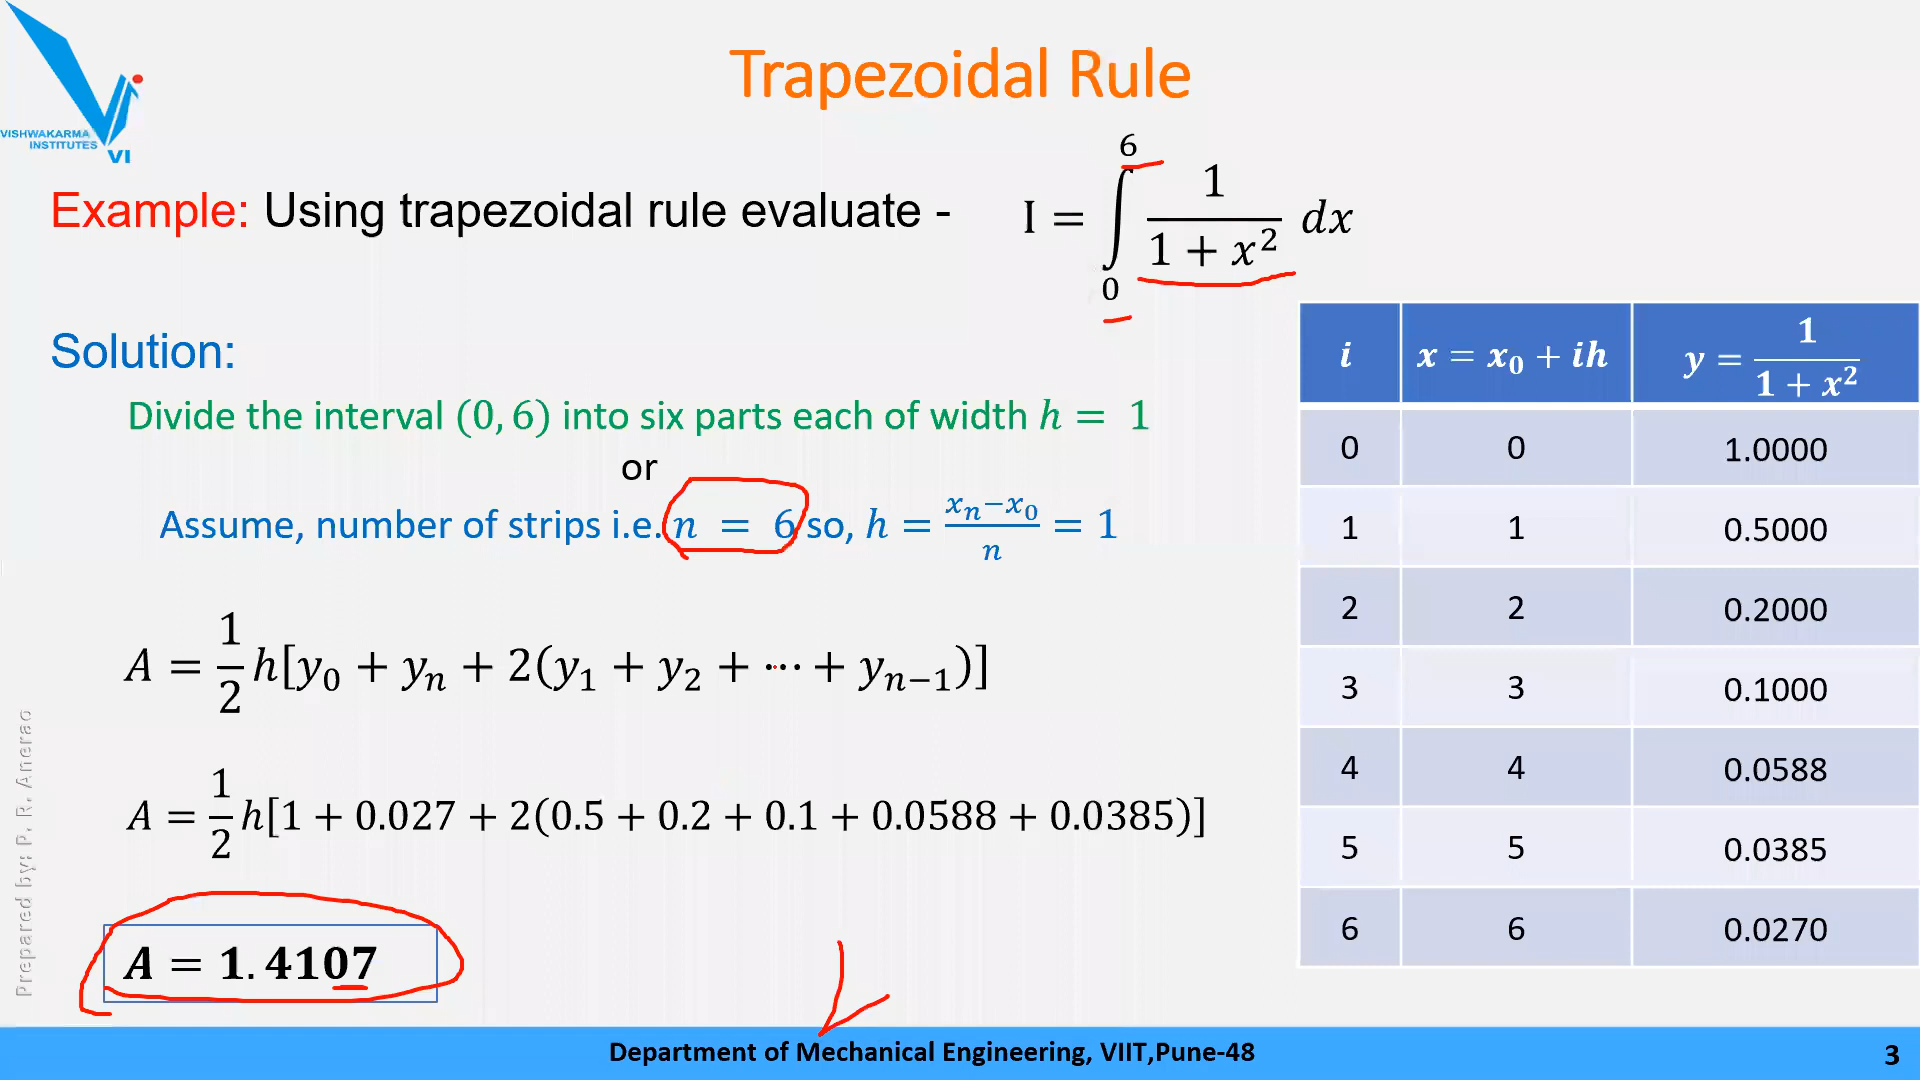 Trapezoidal Rule
VISHWAKARMA
INSTITUTES
VI
Example: Using trapezoidal rule evaluate - I = ∫₀⁶ 1/(1 + x²) dx
Solution:
Divide the interval (0, 6) into six parts each of width h = 1
or
Assume, number of strips i.e. n = 6 so, h = (xₙ−x₀)/n = 1
A = 1/2 h[y₀ + yₙ + 2(y₁ + y₂ + ⋯ + yₙ₋₁)]
A = 1/2 h[1 + 0.027 + 2(0.5 + 0.2 + 0.1 + 0.0588 + 0.0385)]
A = 1.4107
i x = x₀ + ih y = 1/(1 + x²)
0 0 1.0000
1 1 0.5000
2 2 0.2000
3 3 0.1000
4 4 0.0588
5 5 0.0385
6 6 0.0270
Prepared by: P. R. Anerao
Department of Mechanical Engineering, VIIT,Pune-48
3